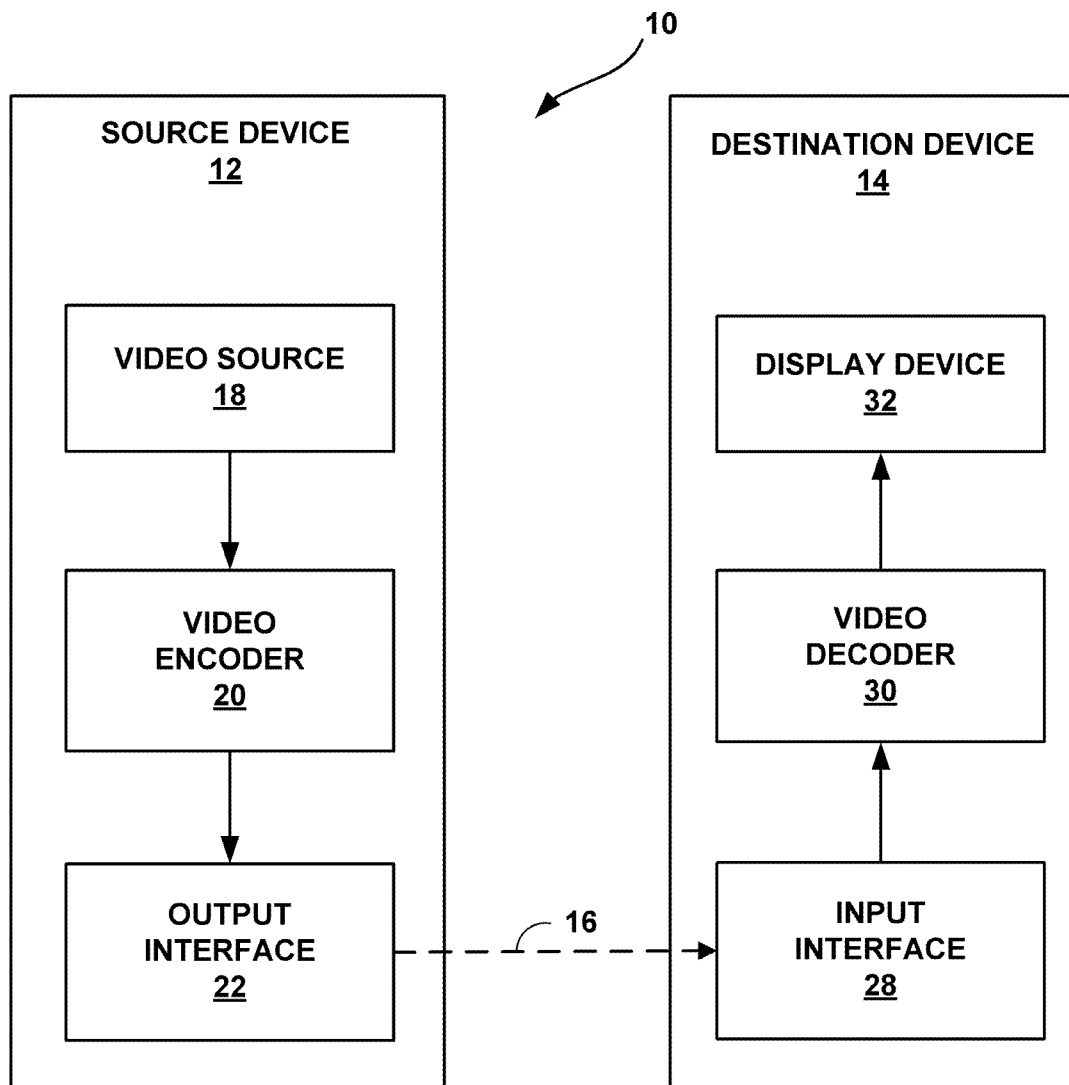 10
SOURCE DEVICE
12
VIDEO SOURCE
18
VIDEO
ENCODER
20
OUTPUT
INTERFACE
22
16
DESTINATION DEVICE
14
DISPLAY DEVICE
32
VIDEO
DECODER
30
INPUT
INTERFACE
28